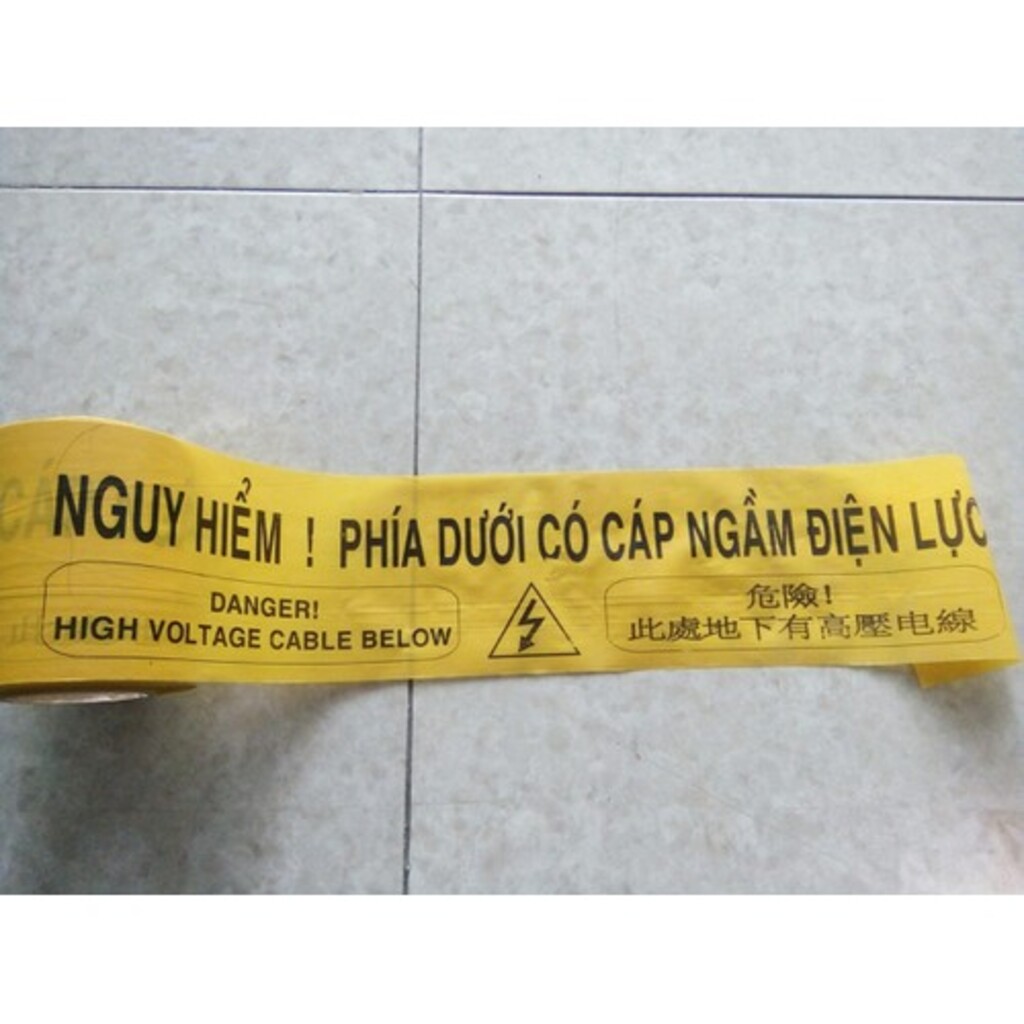 NGUY HIỂM ! PHÍA DƯỚI CÓ CÁP NGẦM ĐIỆN LỰC
DANGER!
HIGH VOLTAGE CABLE BELOW
危險!
此處地下有高壓电線
CÁ